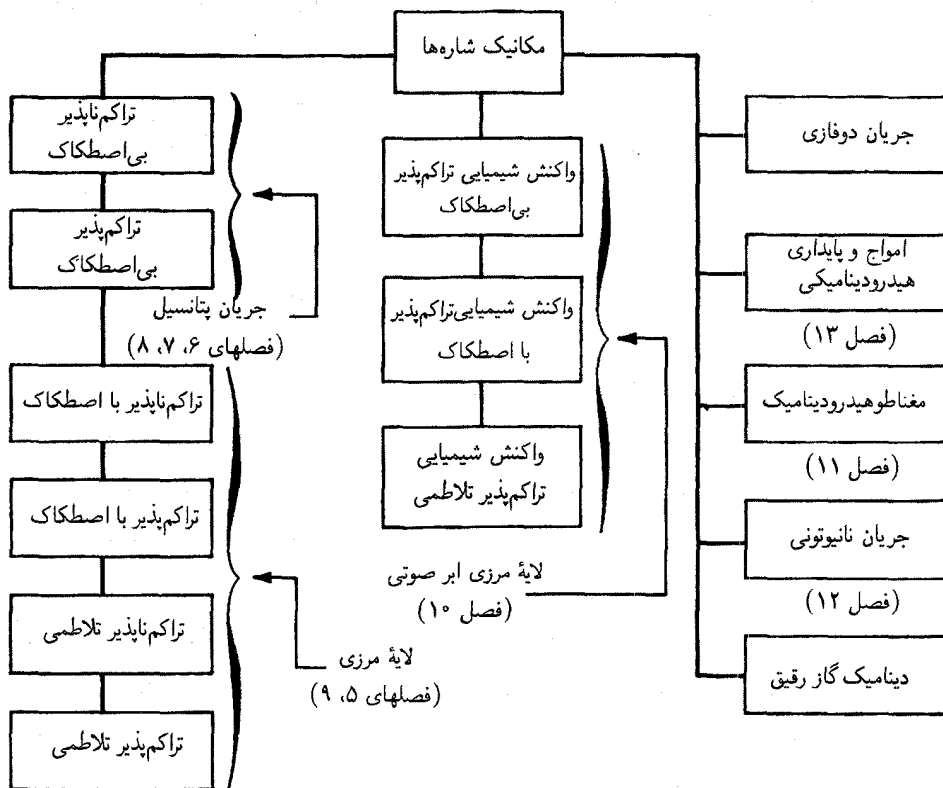 مکانیک شاره‌ها
جریان دوفازی
امواج و پایداری
هیدرودینامیکی
(فصل ۱۳)
مغناطوهیدرودینامیک
(فصل ۱۱)
جریان نانیوتونی
(فصل ۱۲)
دینامیک گاز رقیق
واکنش شیمیایی تراکم‌پذیر
بی‌اصطکاک
واکنش شیمیایی تراکم‌پذیر
با اصطکاک
واکنش شیمیایی
تراکم‌پذیر تلاطمی
لایهٔ مرزی ابر صوتی
(فصل ۱۰)
تراکم‌ناپذیر
بی‌اصطکاک
تراکم‌پذیر
بی‌اصطکاک
جریان پتانسیل
(فصلهای ۶، ۷، ۸)
تراکم‌ناپذیر با اصطکاک
تراکم‌پذیر با اصطکاک
تراکم‌ناپذیر تلاطمی
تراکم‌پذیر تلاطمی
لایهٔ مرزی
(فصلهای ۵، ۹)